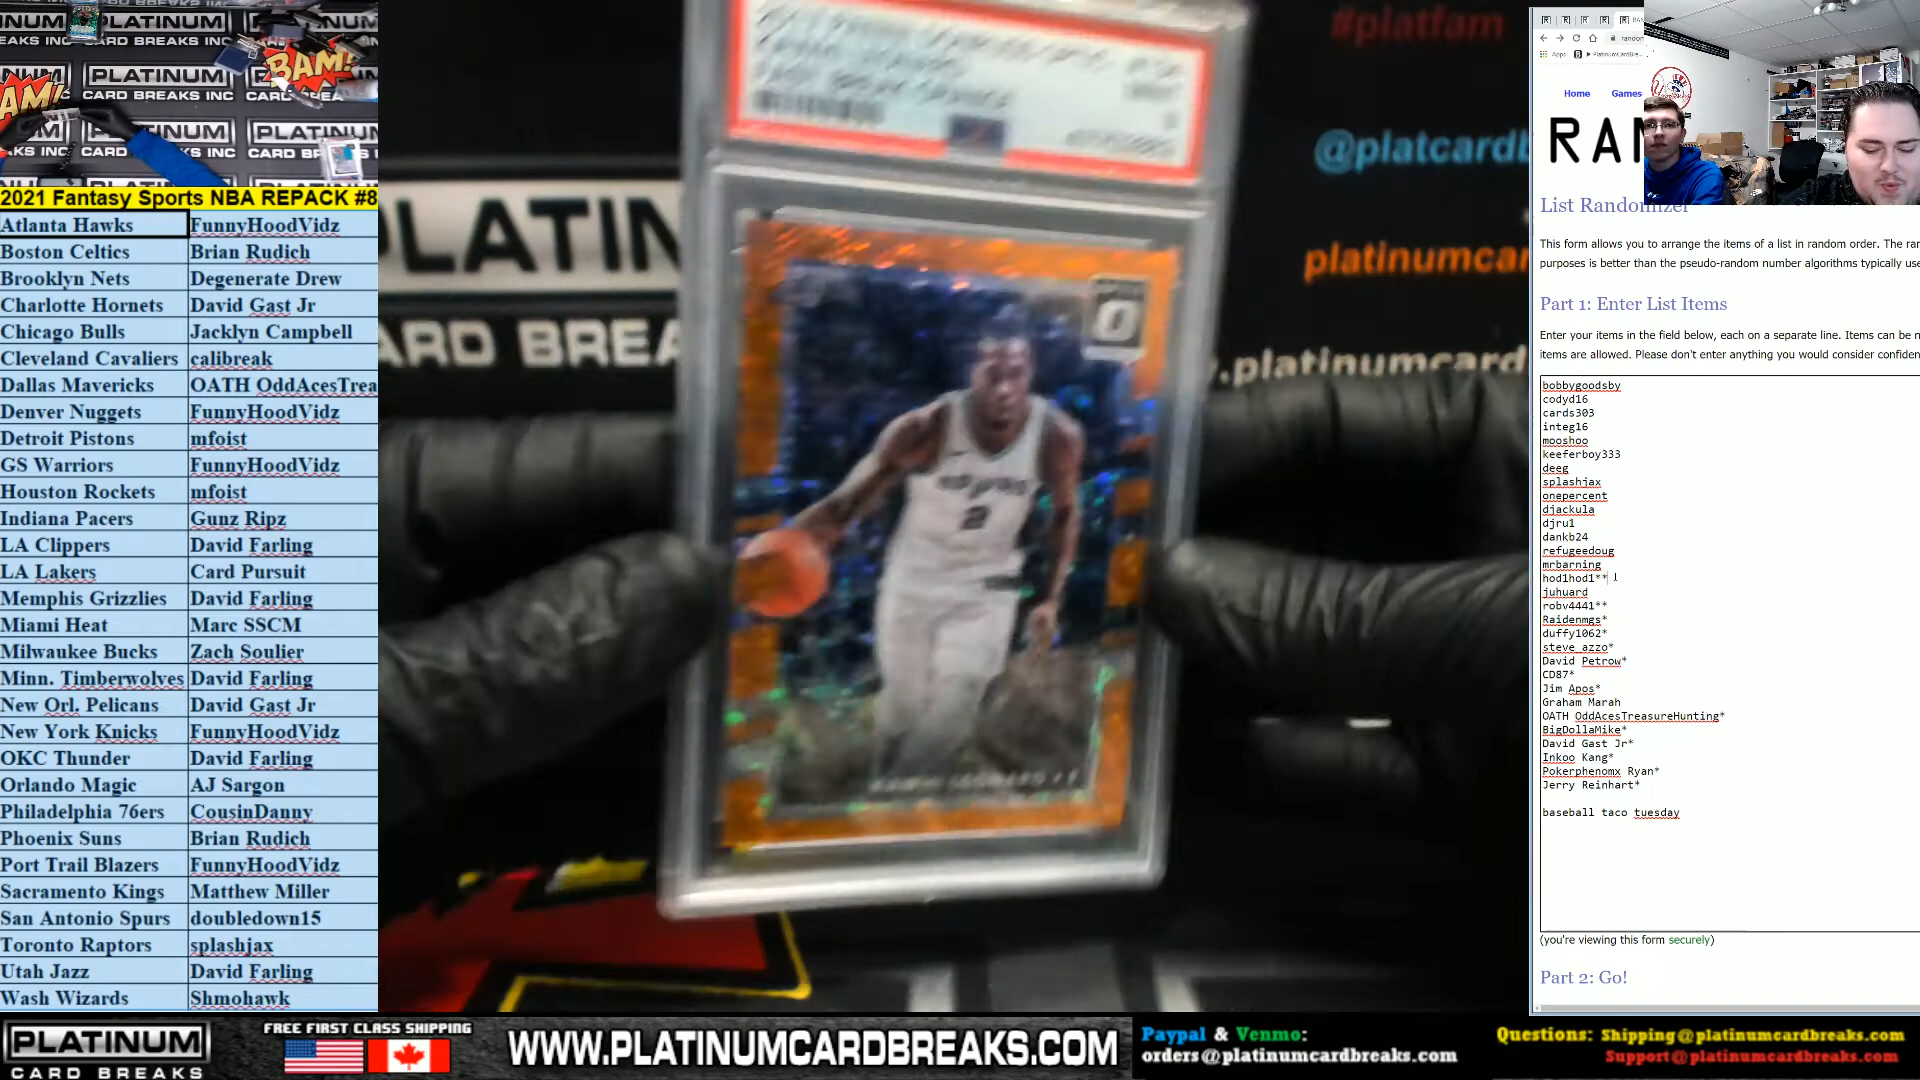 PLATINUM
CARD BREAKS INC
BAM!
2021 Fantasy Sports NBA REPACK #8
Atlanta Hawks FunnyHoodVidz
Boston Celtics Brian Rudich
Brooklyn Nets Degenerate Drew
Charlotte Hornets David Gast Jr
Chicago Bulls Jacklyn Campbell
Cleveland Cavaliers calibreak
Dallas Mavericks OATH OddAcesTrea
Denver Nuggets FunnyHoodVidz
Detroit Pistons mfoist
GS Warriors FunnyHoodVidz
Houston Rockets mfoist
Indiana Pacers Gunz Ripz
LA Clippers David Farling
LA Lakers Card Pursuit
Memphis Grizzlies David Farling
Miami Heat Marc SSCM
Milwaukee Bucks Zach Soulier
Minn. Timberwolves David Farling
New Orl. Pelicans David Gast Jr
New York Knicks FunnyHoodVidz
OKC Thunder David Farling
Orlando Magic AJ Sargon
Philadelphia 76ers CousinDanny
Phoenix Suns Brian Rudich
Port Trail Blazers FunnyHoodVidz
Sacramento Kings Matthew Miller
San Antonio Spurs doubledown15
Toronto Raptors splashjax
Utah Jazz David Farling
Wash Wizards Shmohawk
#platfam
@platcardb
platinumcar
.platinumcard
PLATIN
ARD BREA
2
Home Games
RAN
List Randomizer
This form allows you to arrange the items of a list in random order. The ran
purposes is better than the pseudo-random number algorithms typically use
Part 1: Enter List Items
Enter your items in the field below, each on a separate line. Items can be n
items are allowed. Please don't enter anything you would consider confiden
bobbygoodsby
codyd16
cards303
integ16
mooshoo
keeferboy333
deeg
splashjax
onepercent
djackula
djru1
dankb24
refugeedoug
mrbarning
hod1hod1**
juhuard
robv4441**
Raidenmgs*
duffy1062*
steve_azzo*
David Petrow*
CD87*
Jim Apos*
Graham Marah
OATH OddAcesTreasureHunting*
BigDollaMike*
David Gast Jr*
Inkoo Kang*
Pokerphenomx Ryan*
Jerry Reinhart*
baseball taco tuesday
(you're viewing this form securely)
Part 2: Go!
PLATINUM
CARD BREAKS
FREE FIRST CLASS SHIPPING
WWW.PLATINUMCARDBREAKS.COM
Paypal & Venmo:
orders@platinumcardbreaks.com
Questions: Shipping@platinumcardbreaks.com
Support@platinumcardbreaks.com